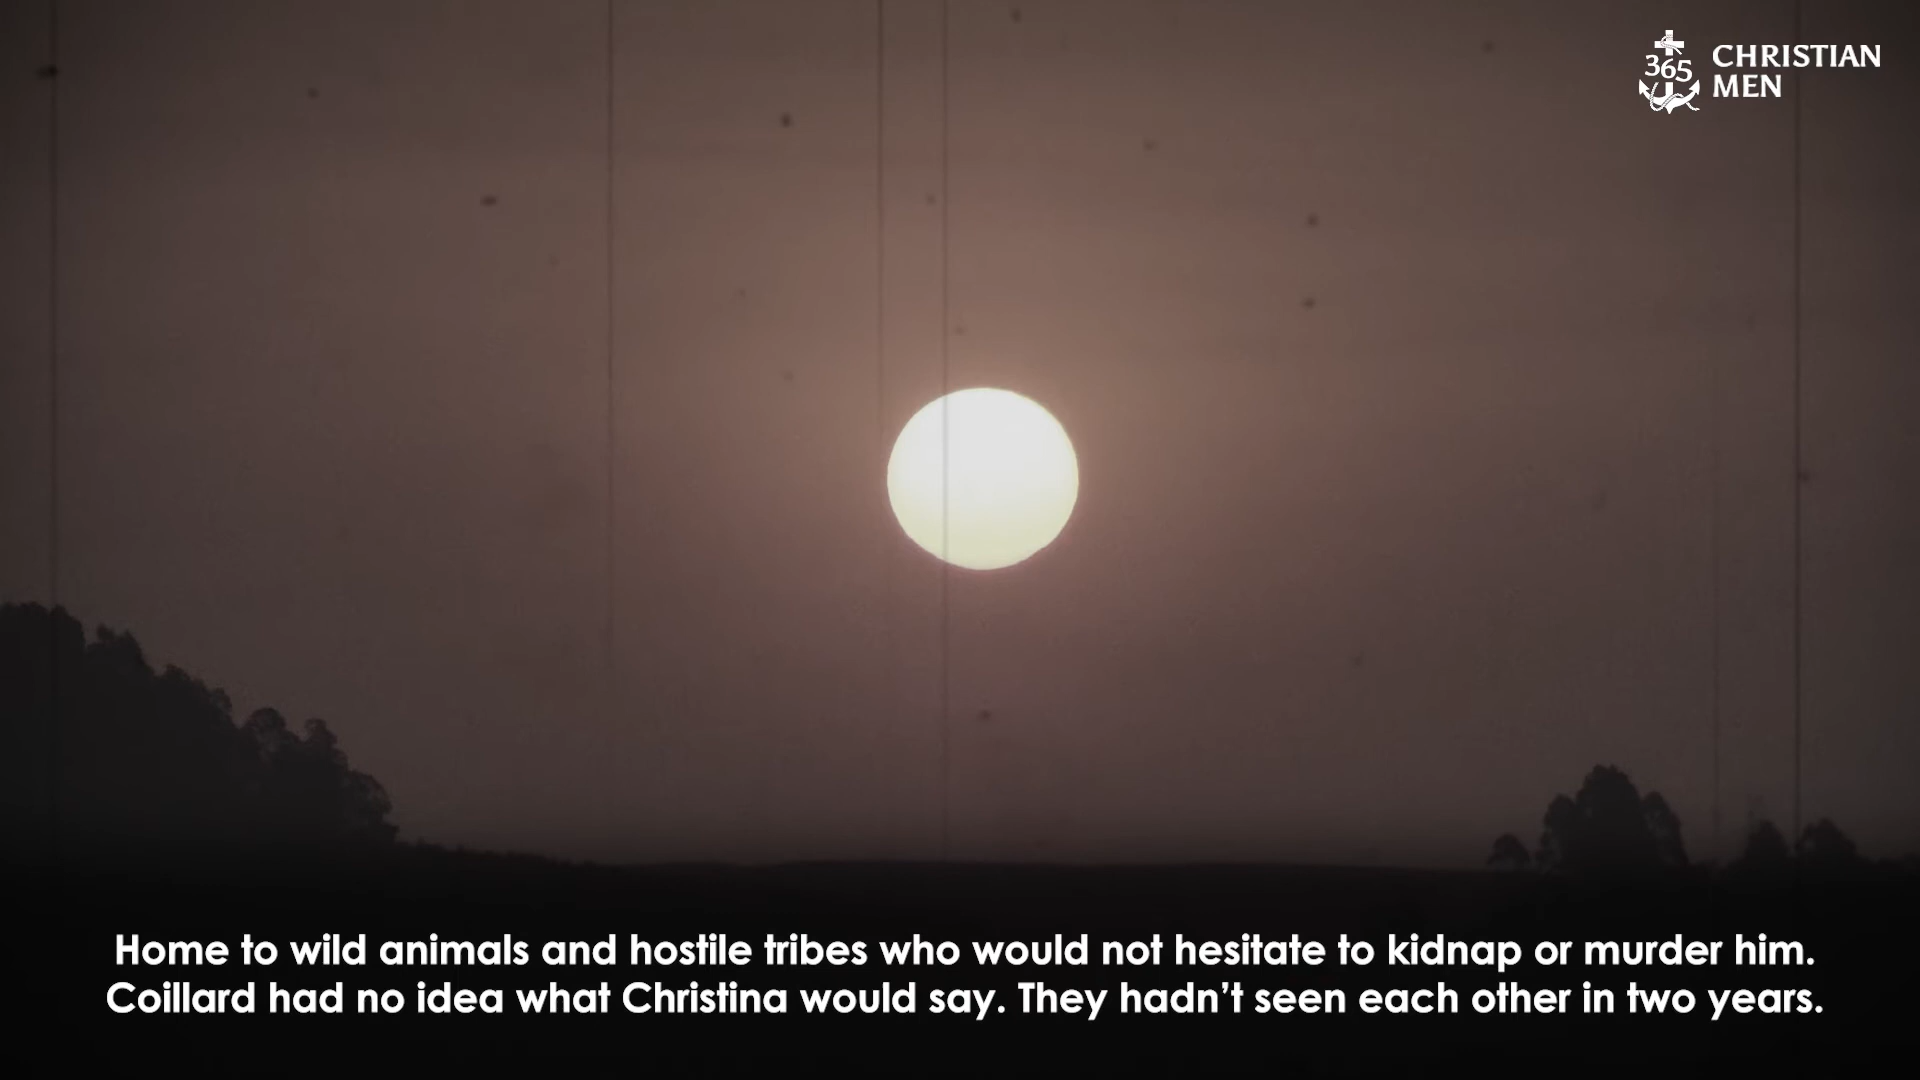 365
CHRISTIAN
MEN
Home to wild animals and hostile tribes who would not hesitate to kidnap or murder him.
Coillard had no idea what Christina would say. They hadn't seen each other in two years.